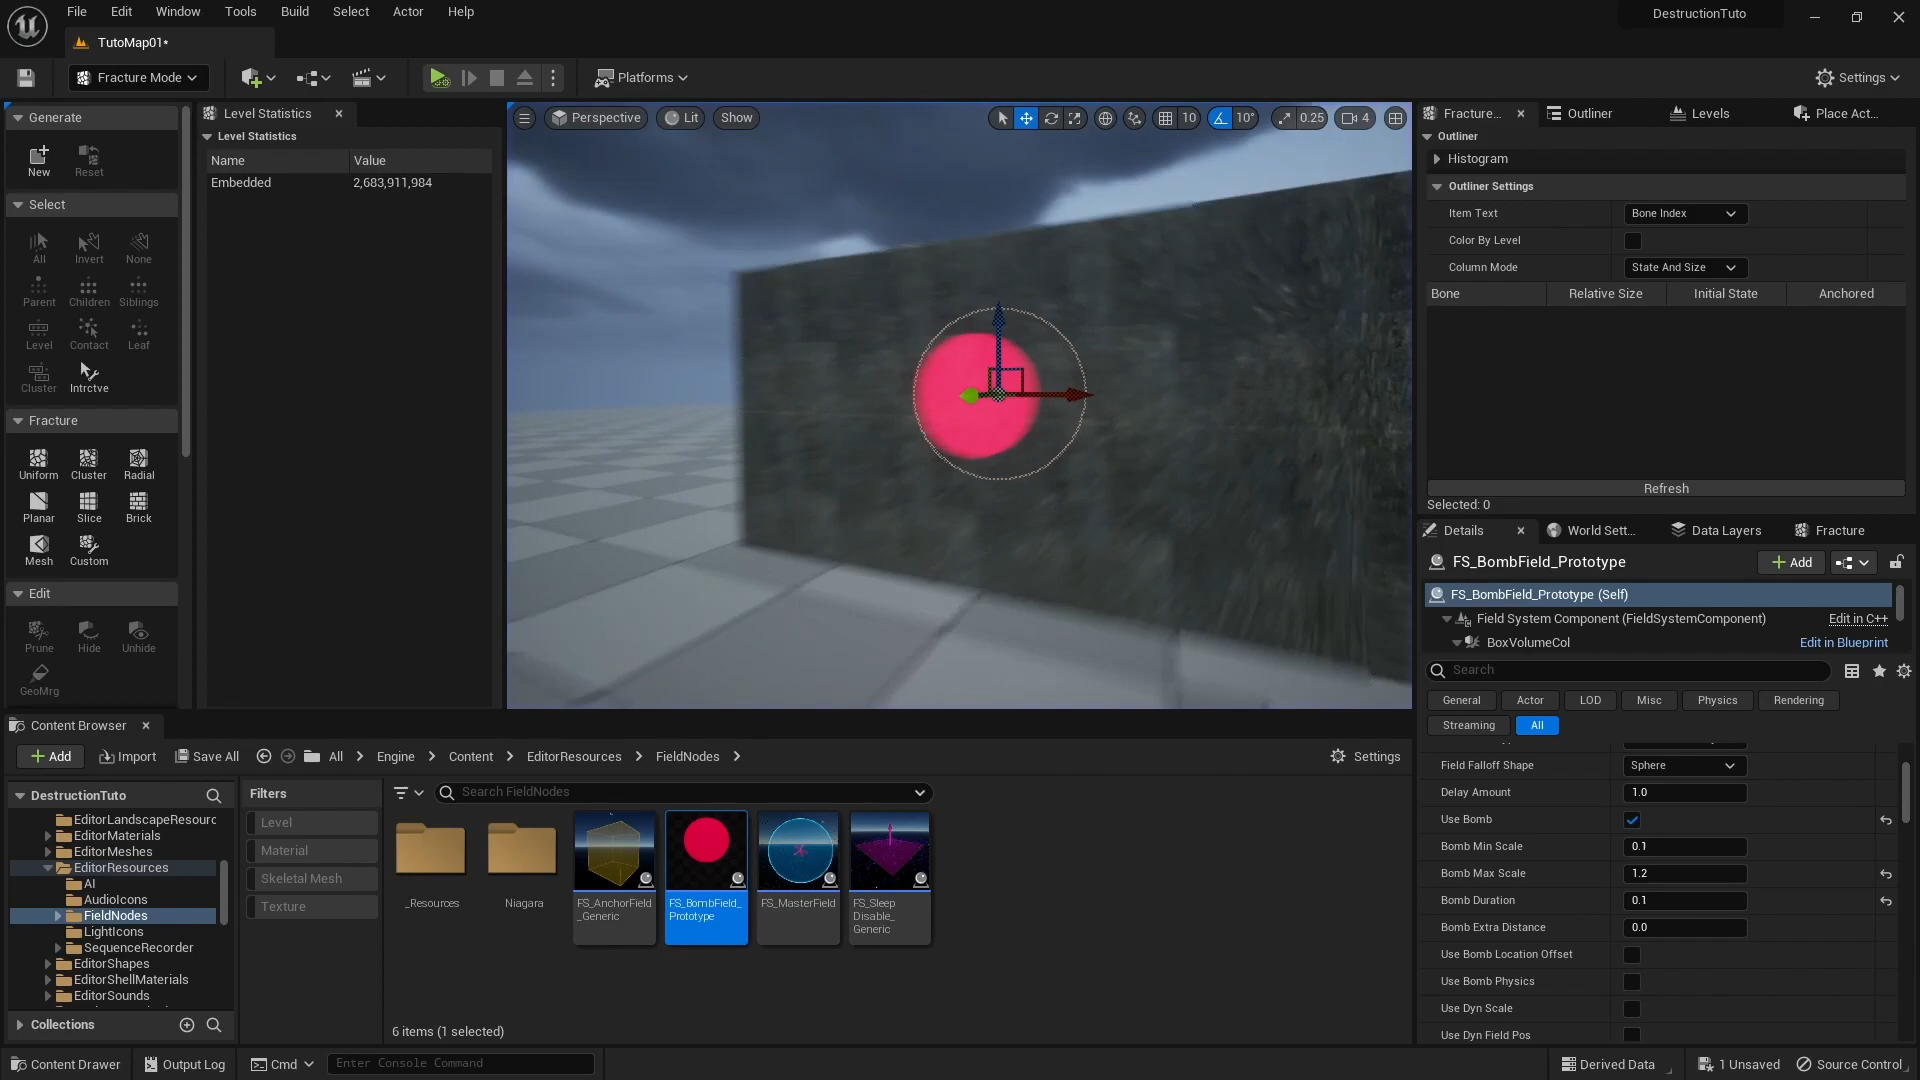 File Edit Window Tools Build Select Actor Help
DestructionTuto
TutoMap01*
Fracture Mode
Platforms
Settings
Generate
New Reset
Select
All Invert None
Parent Children Siblings
Level Contact Leaf
Cluster Intrctve
Fracture
Uniform Cluster Radial
Planar Slice Brick
Mesh Custom
Edit
Prune Hide Unhide
GeoMrg
Level Statistics
Level Statistics
Name Value
Embedded 2,683,911,984
Perspective Lit Show
10 10° 0.25 4
Fracture... Outliner Levels Place Act...
Outliner
Histogram
Outliner Settings
Item Text Bone Index
Color By Level
Column Mode State And Size
Bone Relative Size Initial State Anchored
Refresh
Selected: 0
Details World Sett... Data Layers Fracture
FS_BombField_Prototype Add
FS_BombField_Prototype (Self)
Field System Component (FieldSystemComponent) Edit in C++
BoxVolumeCol Edit in Blueprint
Search
General Actor LOD Misc Physics Rendering
Streaming All
Field Falloff Shape Sphere
Delay Amount 1.0
Use Bomb
Bomb Min Scale 0.1
Bomb Max Scale 1.2
Bomb Duration 0.1
Bomb Extra Distance 0.0
Use Bomb Location Offset
Use Bomb Physics
Use Dyn Scale
Use Dyn Field Pos
Content Browser
Add Import Save All All Engine Content EditorResources FieldNodes Settings
DestructionTuto
EditorLandscapeResourc
EditorMaterials
EditorMeshes
EditorResources
AI
AudioIcons
FieldNodes
LightIcons
SequenceRecorder
EditorShapes
EditorShellMaterials
EditorSounds
Collections
Filters
Level
Material
Skeletal Mesh
Texture
Search FieldNodes
_Resources
Niagara
FS_AnchorField
_Generic
FS_BombField_
Prototype
FS_MasterField
FS_Sleep
Disable_
Generic
6 items (1 selected)
Content Drawer Output Log Cmd Enter Console Command Derived Data 1 Unsaved Source Control